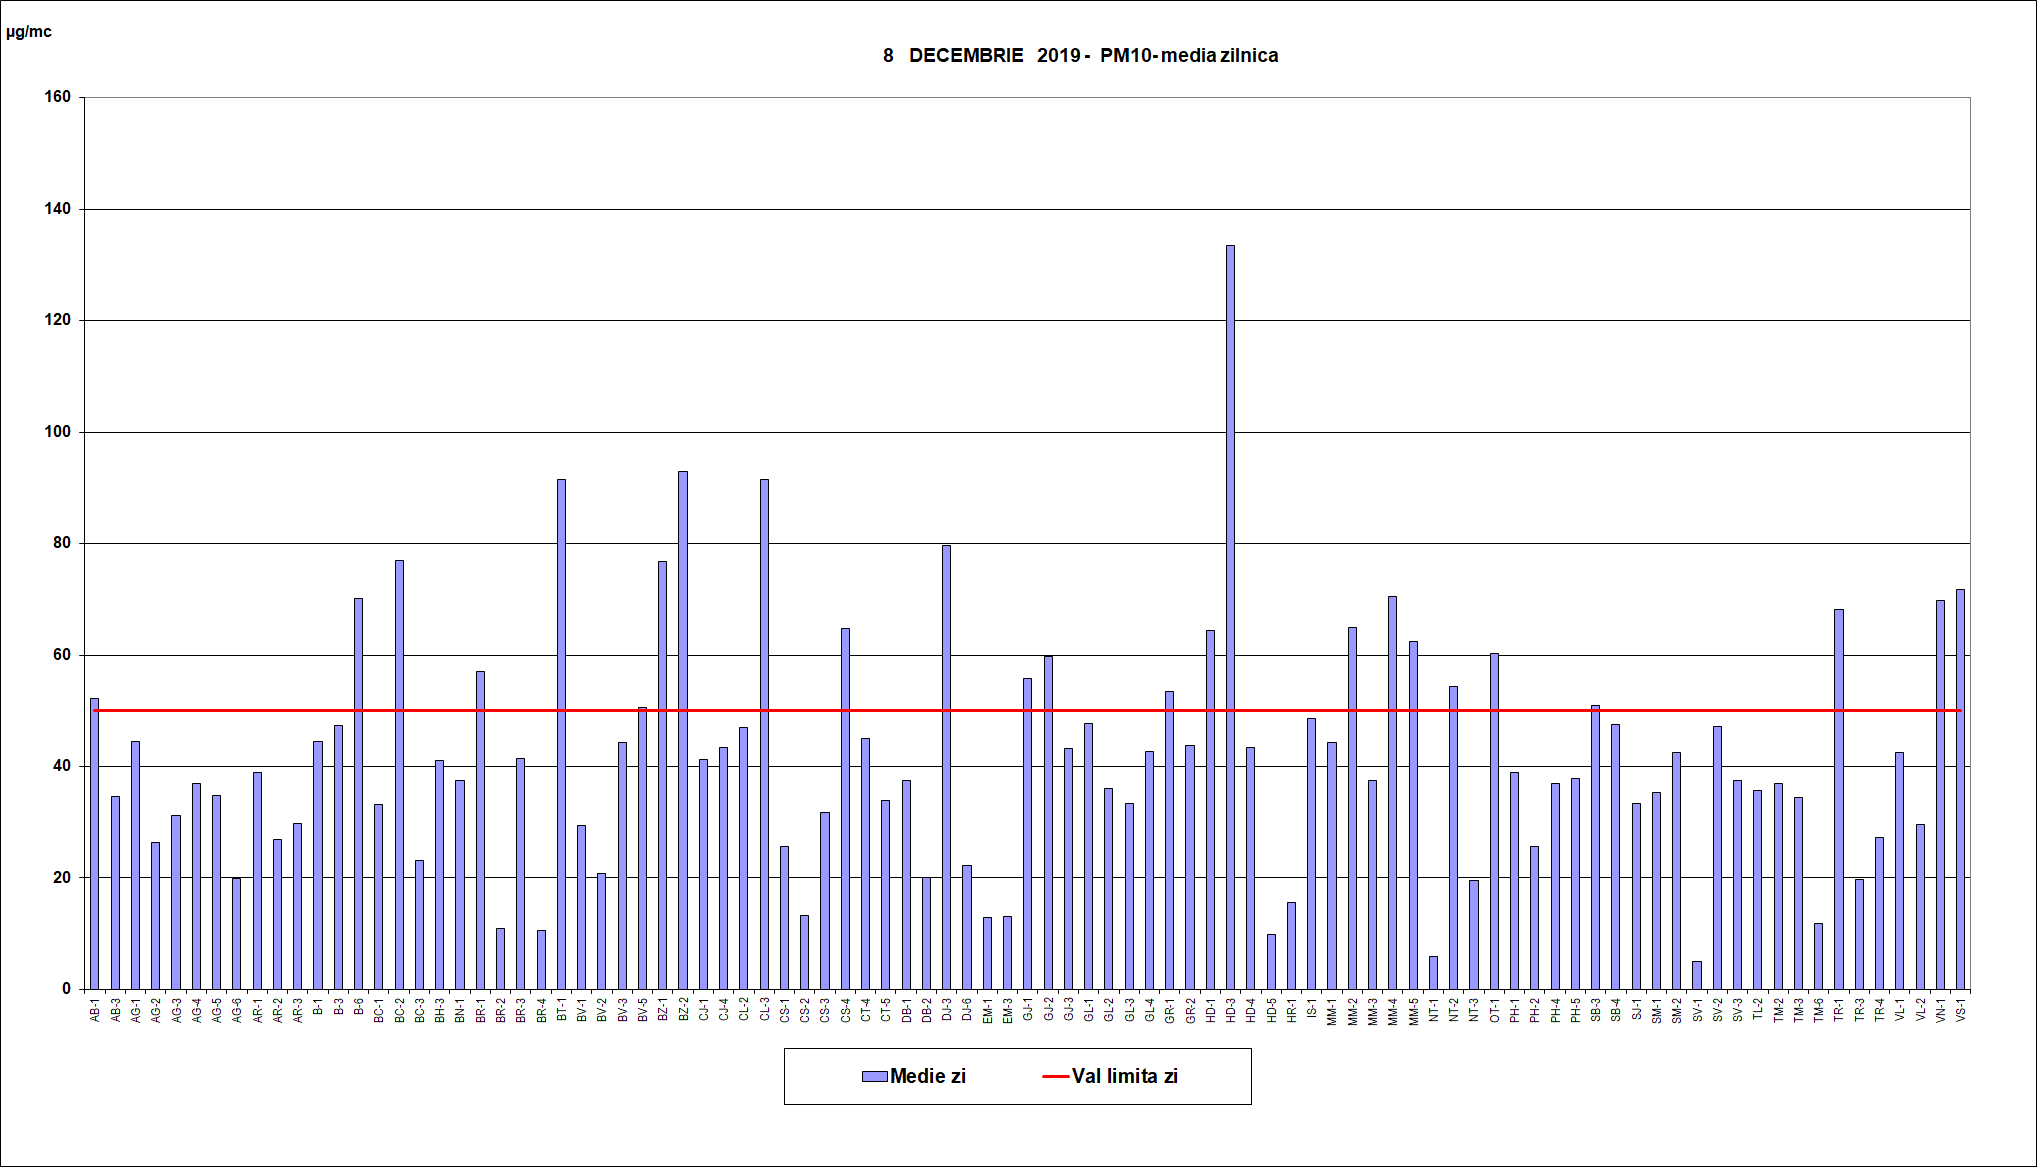 µg/mc
8 DECEMBRIE 2019 - PM10- media zilnica
160
140
120
100
80
60
40
20
0
AB-1 AB-3 AG-1 AG-2 AG-3 AG-4 AG-5 AG-6 AR-1 AR-2 AR-3 B-1 B-3 B-6 BC-1 BC-2 BC-3 BH-3 BN-1 BR-1 BR-2 BR-3 BR-4 BT-1 BV-1 BV-2 BV-3 BV-5 BZ-1 BZ-2 CJ-1 CJ-4 CL-2 CL-3 CS-1 CS-2 CS-3 CS-4 CT-4 CT-5 DB-1 DB-2 DJ-3 DJ-6 EM-1 EM-3 GJ-1 GJ-2 GJ-3 GL-1 GL-2 GL-3 GL-4 GR-1 GR-2 HD-1 HD-3 HD-4 HD-5 HR-1 IS-1 MM-1 MM-2 MM-3 MM-4 MM-5 NT-1 NT-2 NT-3 OT-1 PH-1 PH-2 PH-4 PH-5 SB-3 SB-4 SJ-1 SM-1 SM-2 SV-1 SV-2 SV-3 TL-2 TM-2 TM-3 TM-6 TR-1 TR-3 TR-4 VL-1 VL-2 VN-1 VS-1
Medie zi Val limita zi